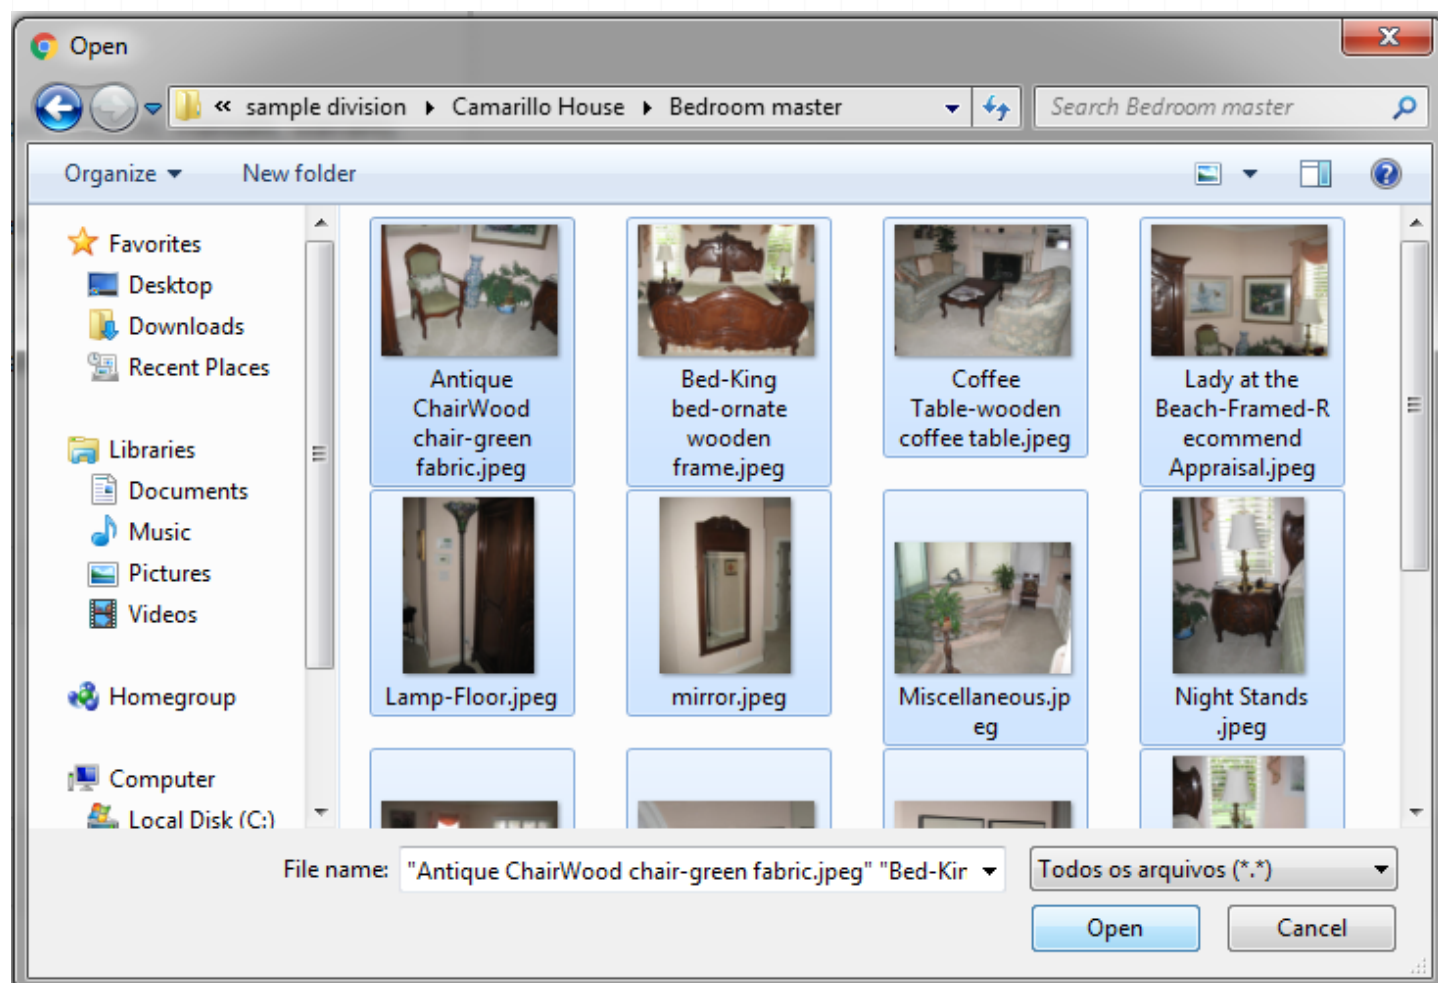 Open
x
« sample division Camarillo House Bedroom master
Search Bedroom master
Organize
New folder
?
Favorites
Desktop
Downloads
Recent Places
Libraries
Documents
Music
Pictures
Videos
Homegroup
Computer
Local Disk (C:)
Antique
ChairWood
chair-green
fabric.jpeg
Bed-King
bed-ornate
wooden
frame.jpeg
Coffee
Table-wooden
coffee table.jpeg
Lady at the
Beach-Framed-R
ecommend
Appraisal.jpeg
Lamp-Floor.jpeg
mirror.jpeg
Miscellaneous.jp
eg
Night Stands
.jpeg
File name:
"Antique ChairWood chair-green fabric.jpeg" "Bed-Kin
Todos os arquivos (*.*)
Open
Cancel